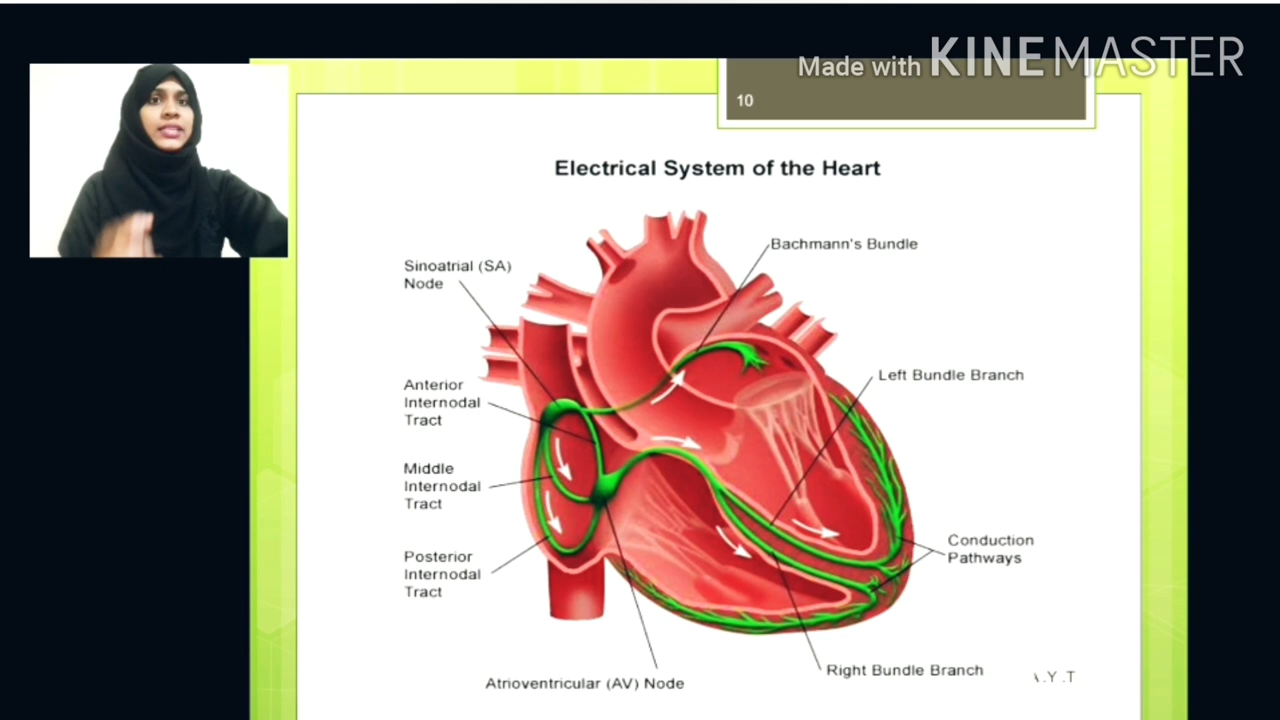 Made with KINEMASTER
10
Electrical System of the Heart
Bachmann's Bundle
Sinoatrial (SA)
Node
Left Bundle Branch
Anterior
Internodal
Tract
Middle
Internodal
Tract
Conduction
Pathways
Posterior
Internodal
Tract
Right Bundle Branch
Atrioventricular (AV) Node
.Y.T